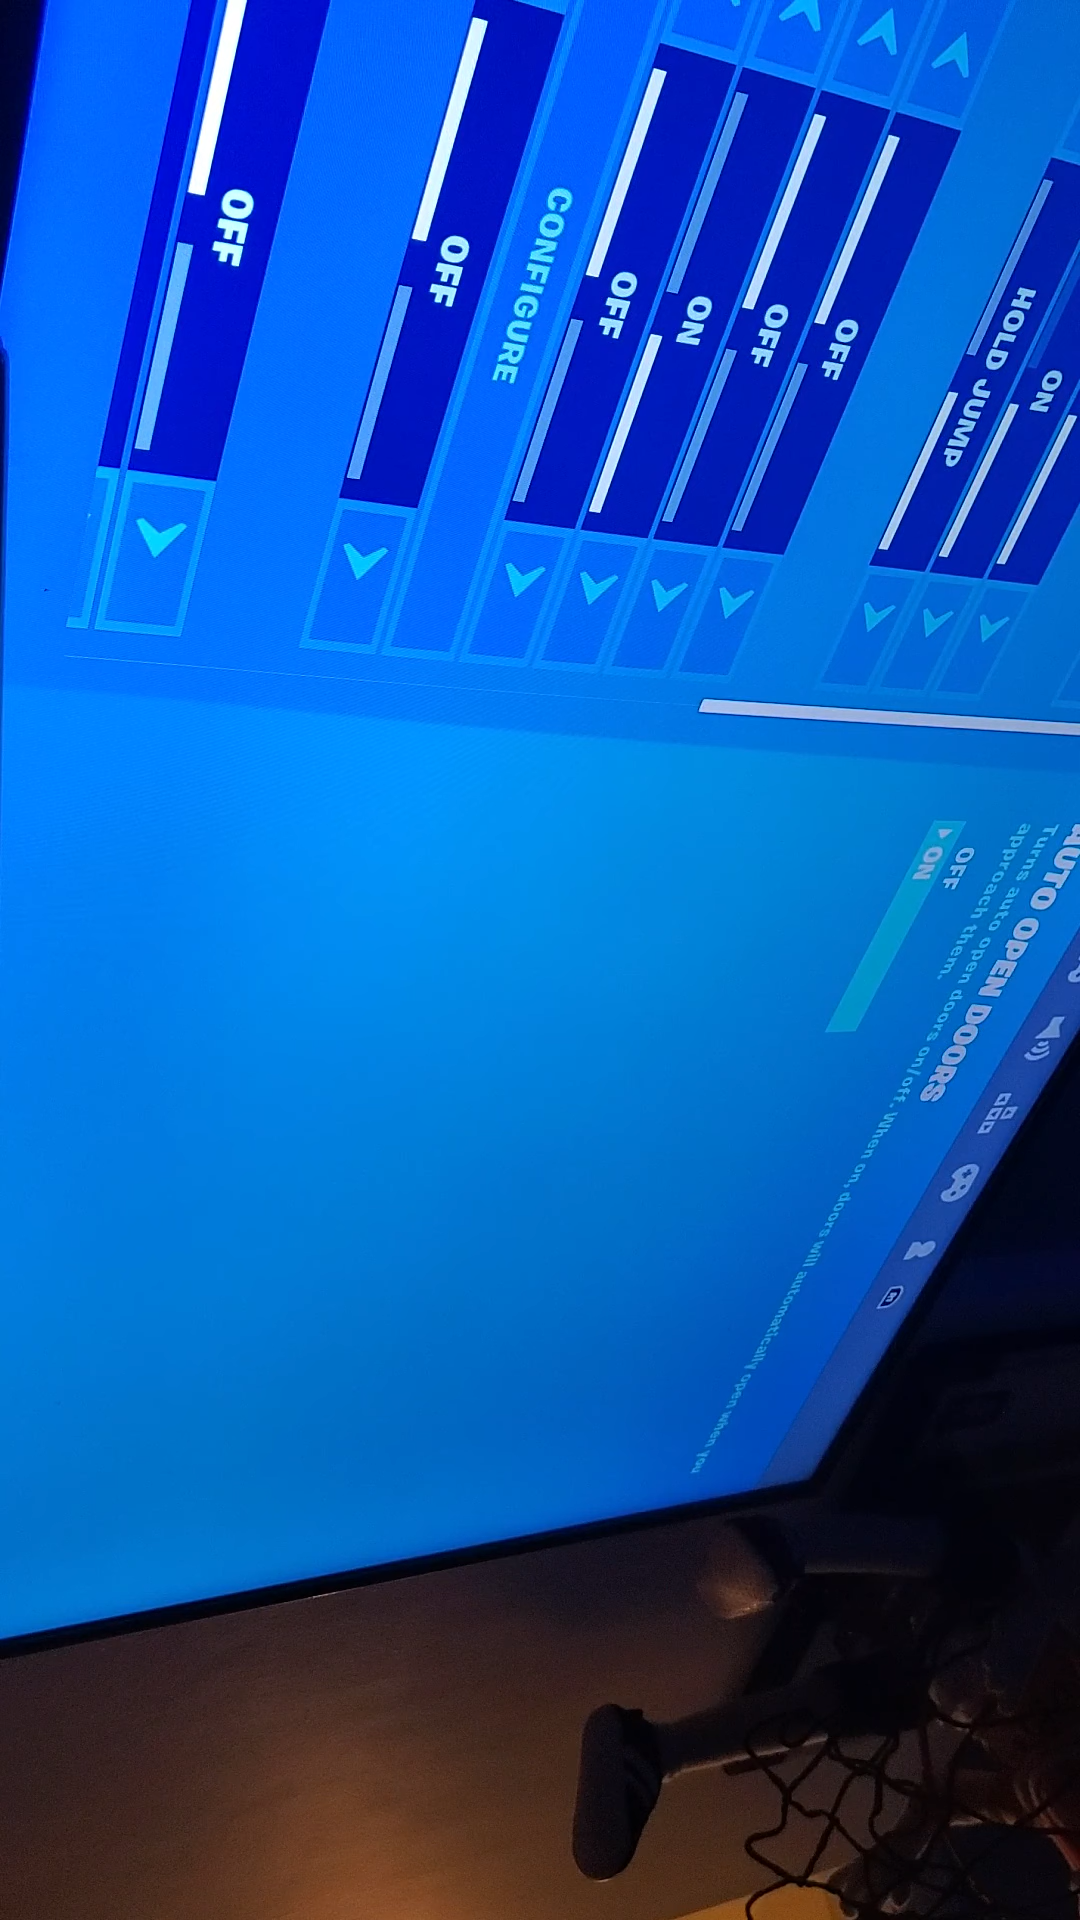 ON
HOLD JUMP
OFF
OFF
ON
OFF
CONFIGURE
OFF
OFF
AUTO OPEN DOORS
Turns auto open doors on/off. When on, doors will automatically open when you
approach them.
OFF
ON